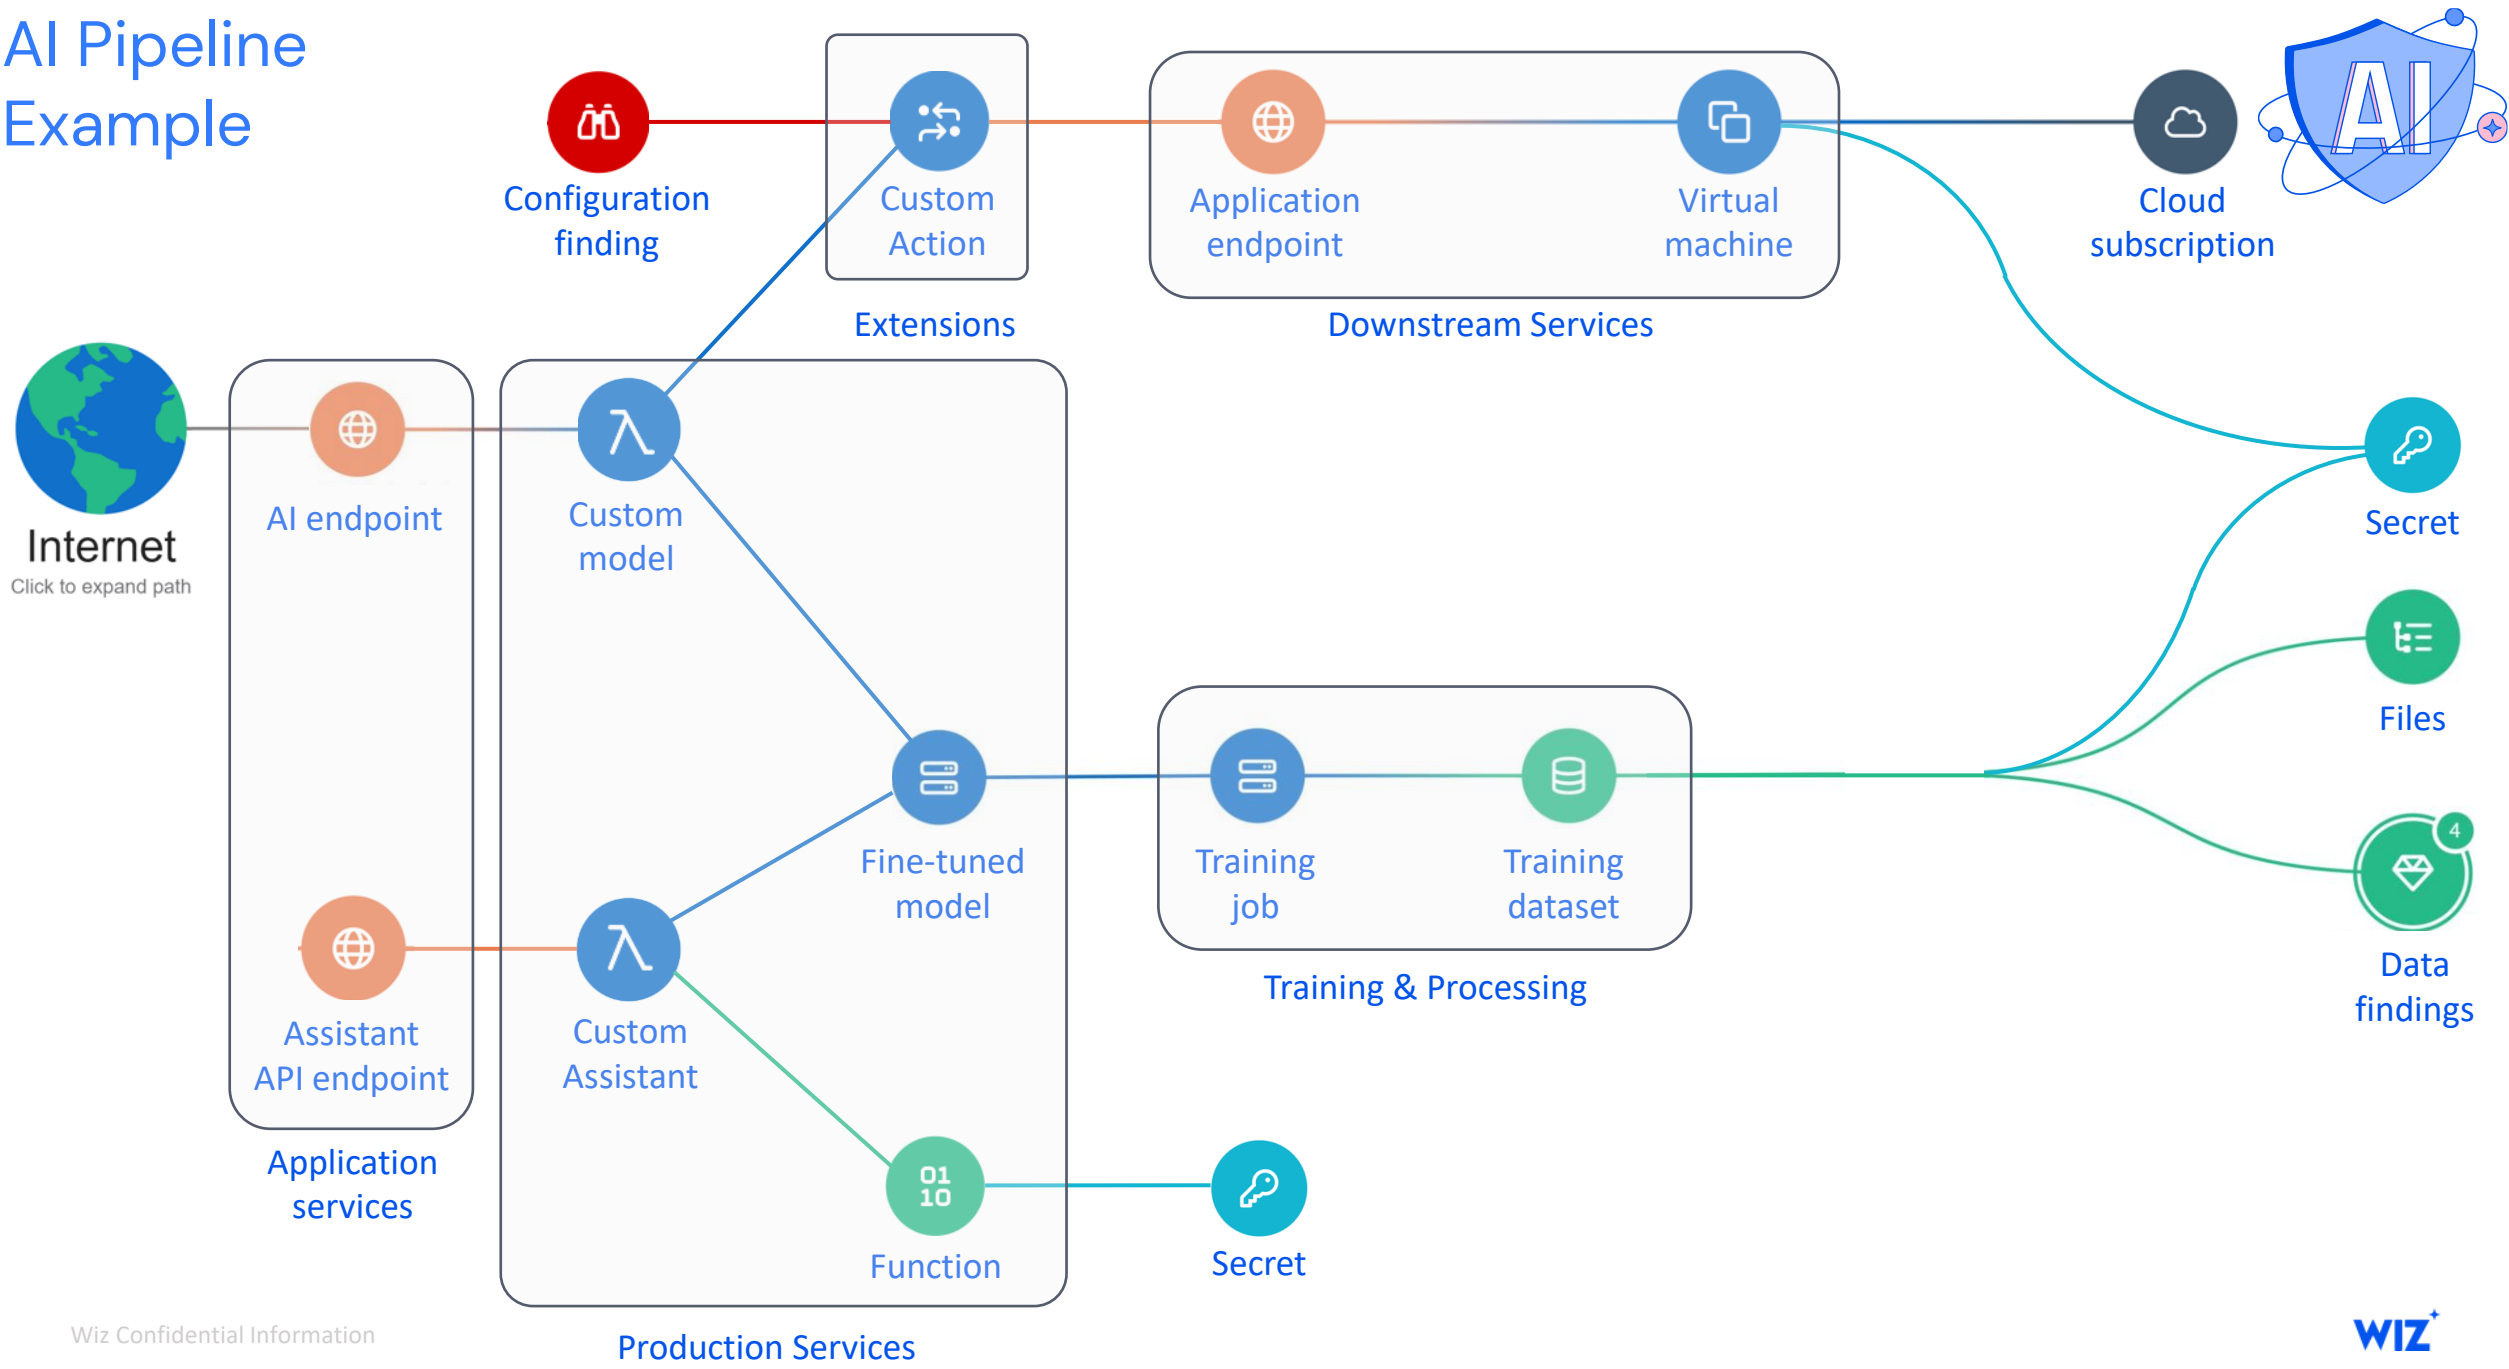 AI Pipeline
Example
AI
Configuration
finding
Custom
Action
Application
endpoint
Virtual
machine
Cloud
subscription
Extensions
Downstream Services
Internet
Click to expand path
AI endpoint
Custom
model
Secret
Files
Fine-tuned
model
Training
job
Training
dataset
4
Data
findings
Training & Processing
Assistant
API endpoint
Custom
Assistant
Application
services
01
10
Function
Secret
Production Services
Wiz Confidential Information
WIZ